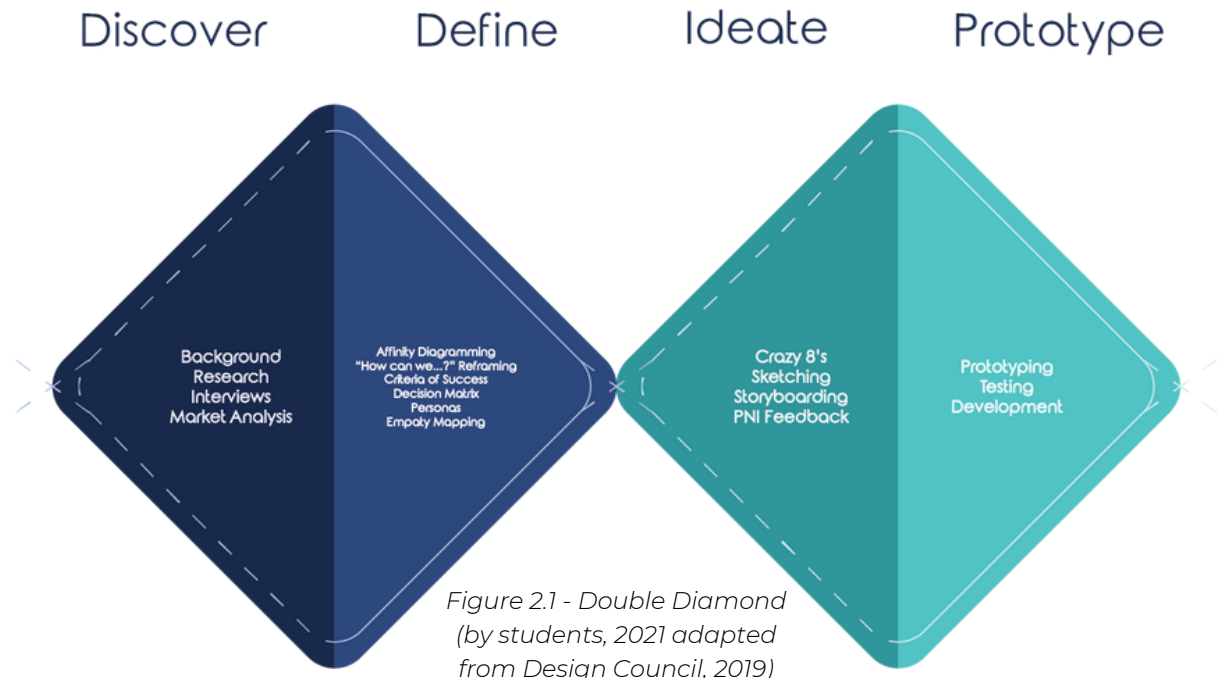 Discover
Define
Ideate
Prototype
Background
Research
Interviews
Market Analysis
Affinity Diagramming
"How can we...?" Reframing
Criteria of Success
Decision Matrix
Personas
Empaty Mapping
Crazy 8's
Sketching
Storyboarding
PNI Feedback
Prototyping
Testing
Development
Figure 2.1 - Double Diamond
(by students, 2021 adapted
from Design Council, 2019)